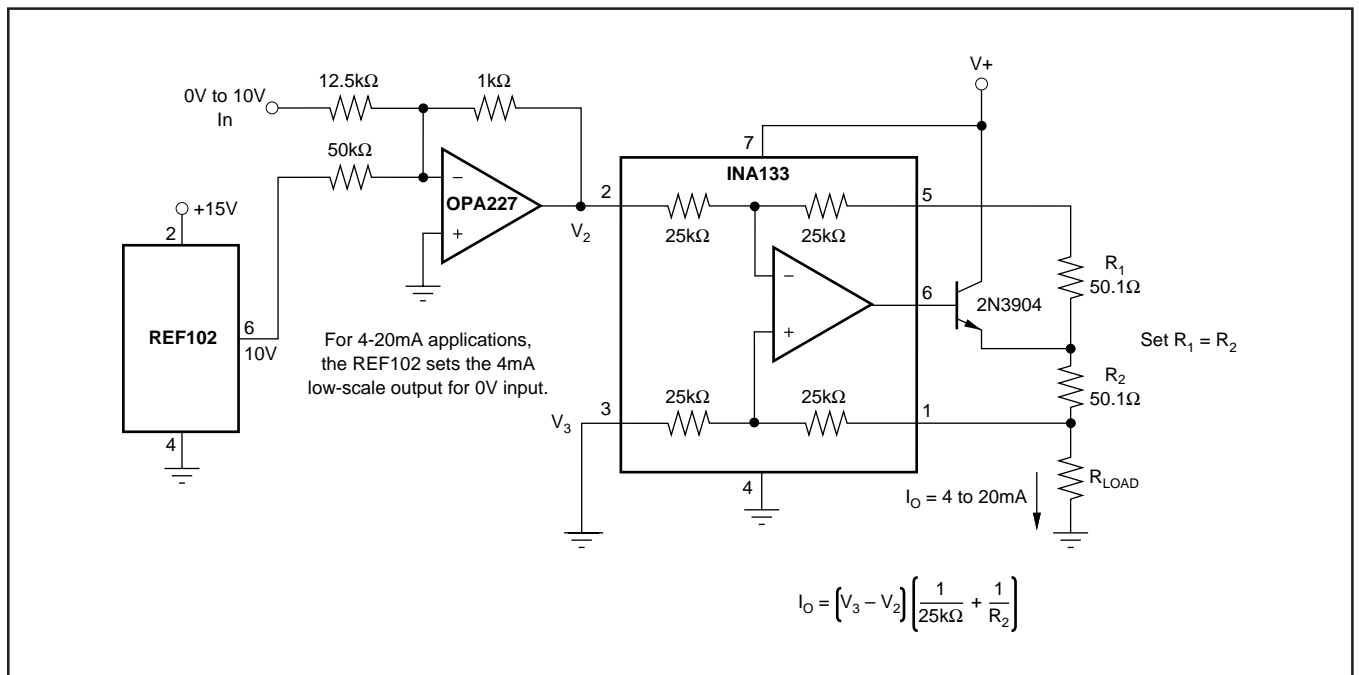 V+
12.5kΩ
1kΩ
0V to 10V
In
50kΩ
OPA227
–
+
V2
+15V
2
REF102
6
10V
4
For 4-20mA applications,
the REF102 sets the 4mA
low-scale output for 0V input.
7
INA133
2
25kΩ
25kΩ
5
–
+
6
2N3904
R1
50.1Ω
Set R1 = R2
R2
50.1Ω
V3
3
25kΩ
25kΩ
1
4
IO = 4 to 20mA
RLOAD
IO = (V3 – V2) (1/25kΩ + 1/R2)